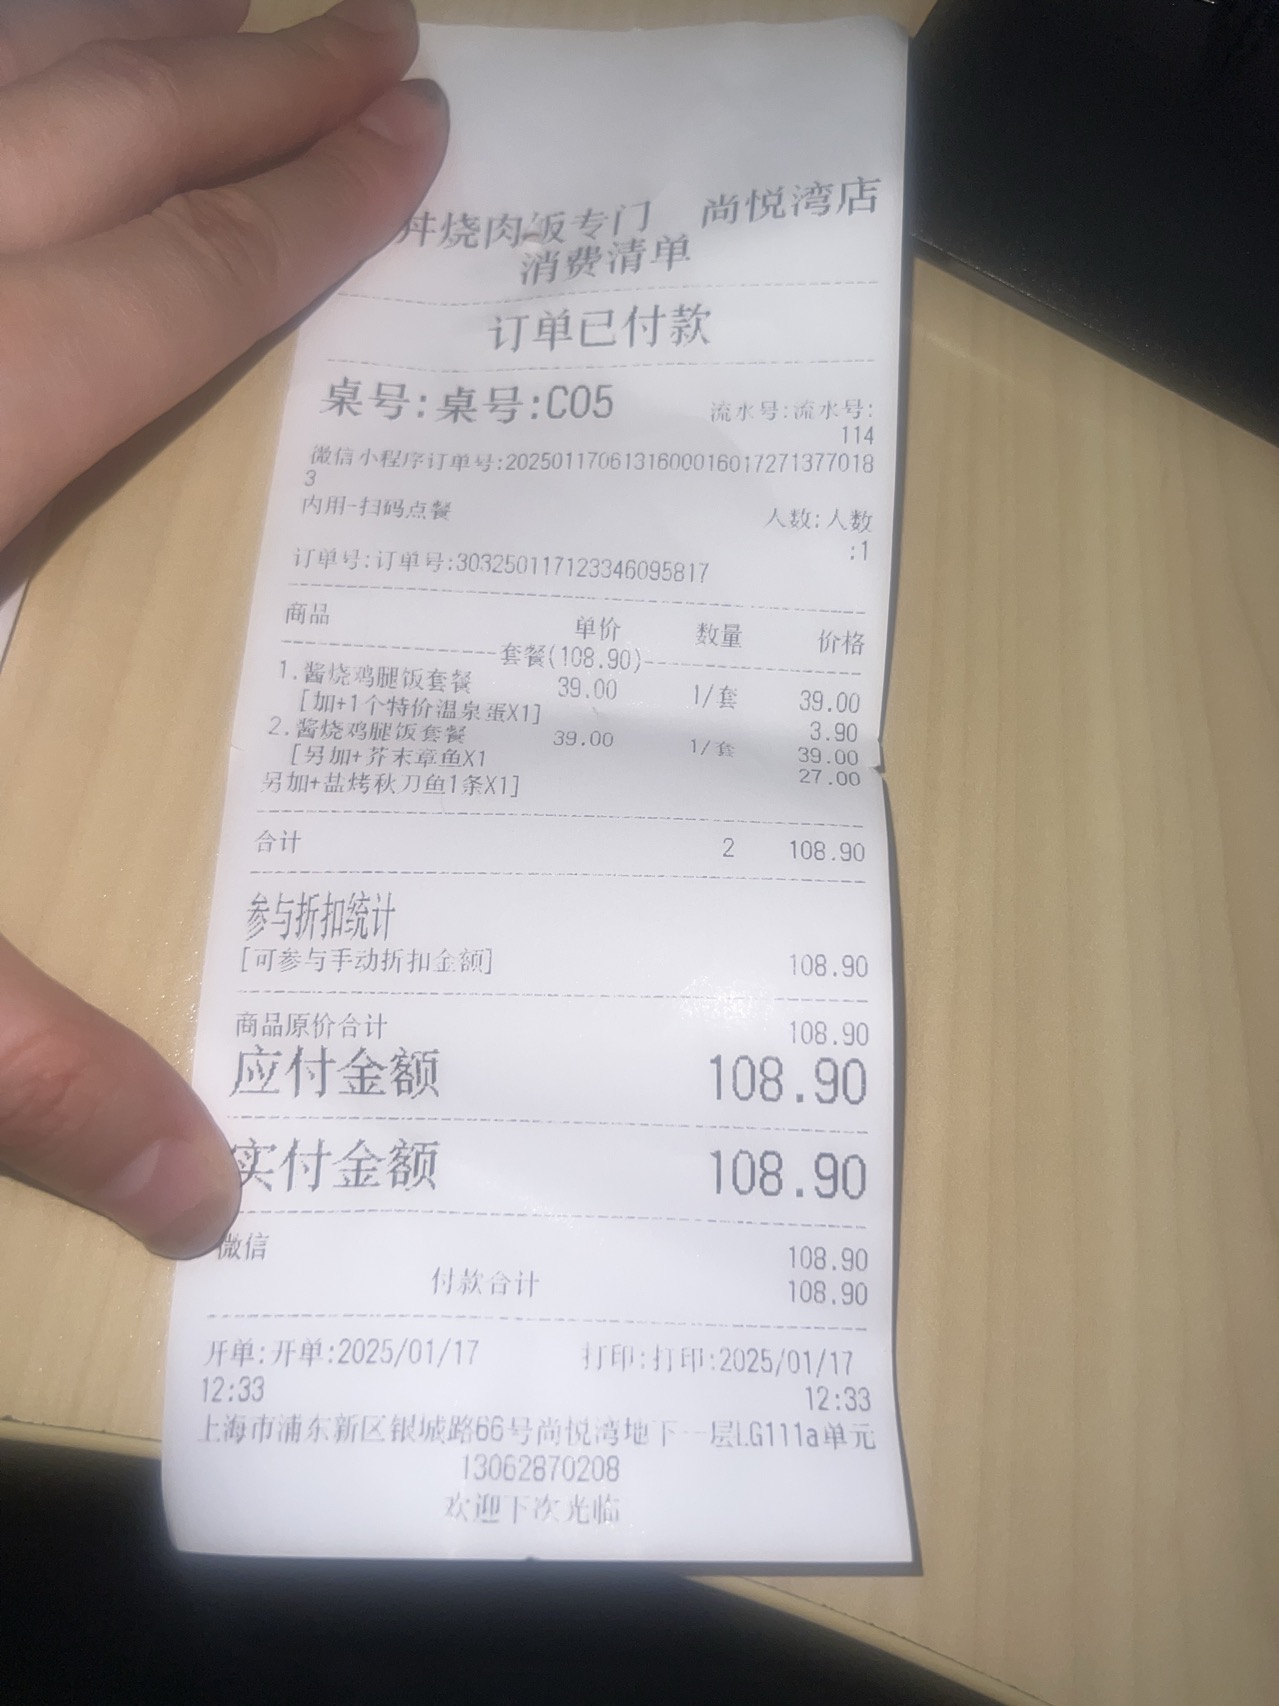 丼烧肉饭专门 尚悦湾店
消费清单
订单已付款
桌号:桌号:C05 流水号:流水号:
114
微信小程序订单号:2025011706131600016017271377018
3
内用-扫码点餐 人数:人数
:1
订单号:订单号:303250117123346095817
商品 单价 数量 价格
套餐(108.90)
1.酱烧鸡腿饭套餐 39.00 1/套 39.00
[加+1个特价温泉蛋X1] 3.90
2.酱烧鸡腿饭套餐 39.00 1/套 39.00
[另加+芥末章鱼X1 27.00
另加+盐烤秋刀鱼1条X1]
合计 2 108.90
参与折扣统计
[可参与手动折扣金额] 108.90
商品原价合计 108.90
应付金额 108.90
实付金额 108.90
微信 108.90
付款合计 108.90
开单:开单:2025/01/17 打印:打印:2025/01/17
12:33 12:33
上海市浦东新区银城路66号尚悦湾地下一层LG111a单元
13062870208
欢迎下次光临